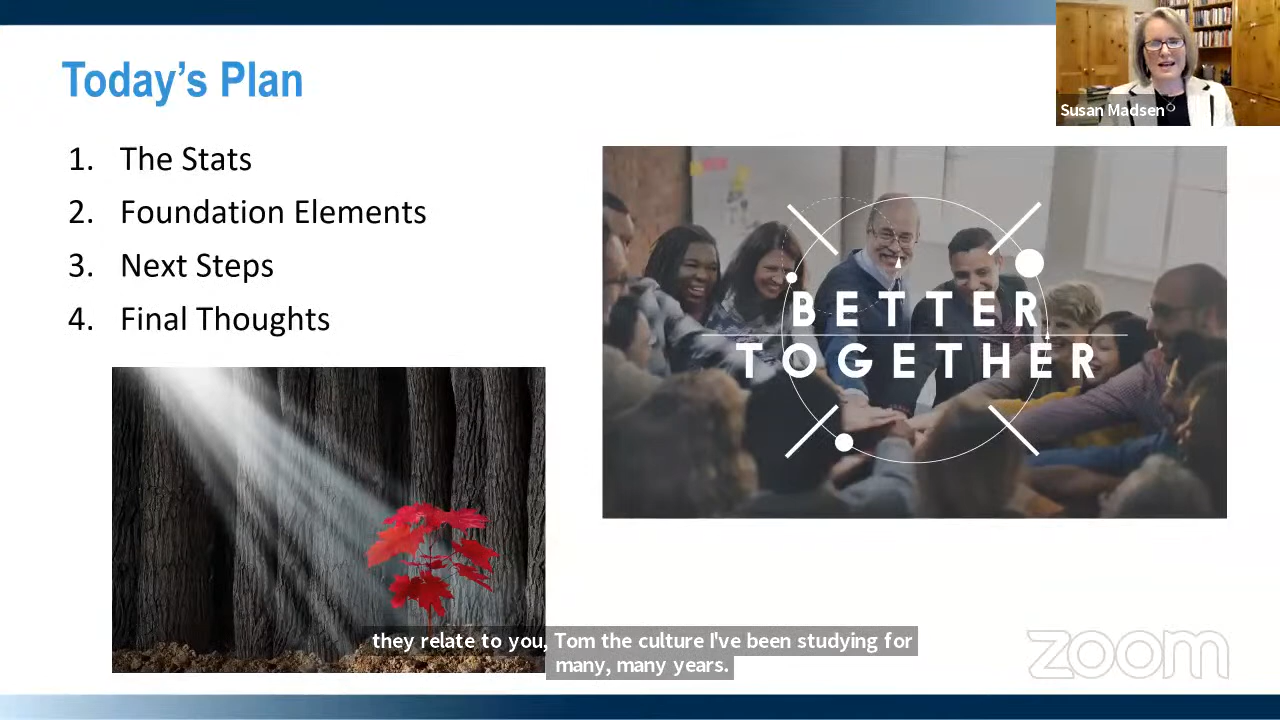 Today's Plan
1. The Stats
2. Foundation Elements
3. Next Steps
4. Final Thoughts
Susan Madsen
BETTER
TOGETHER
they relate to you, Tom the culture I've been studying for
many, many years.
zoom